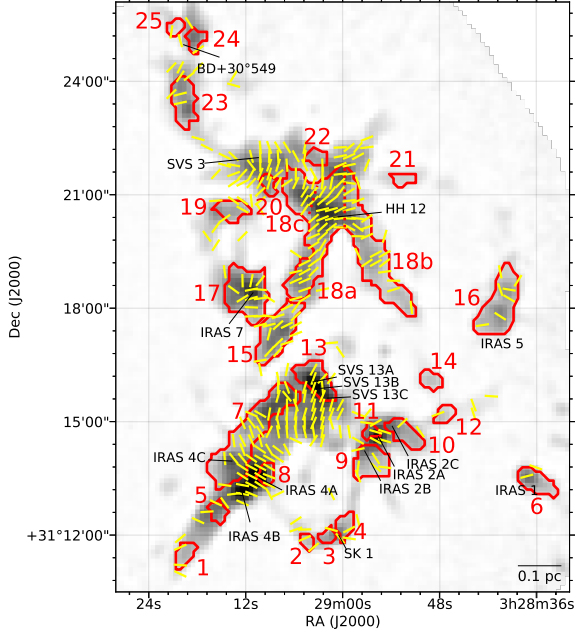 25
24
BD+30°549
24'00"
23
22
SVS 3
21
21'00"
19
20
HH 12
18c
18b
17
18a
16
18'00"
IRAS 7
15
IRAS 5
13
14
SVS 13A
SVS 13B
SVS 13C
7
11
12
15'00"
10
IRAS 4C
9
IRAS 2C
8
IRAS 2A
IRAS 4A
IRAS 2B
IRAS 1
5
6
4
IRAS 4B
+31°12'00"
2
3
SK 1
1
0.1 pc
24s
12s
29m00s
48s
3h28m36s
RA (J2000)
Dec (J2000)